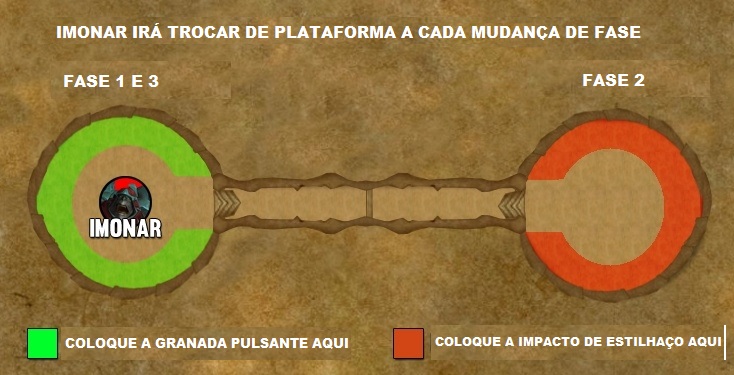 IMONAR IRÁ TROCAR DE PLATAFORMA A CADA MUDANÇA DE FASE
FASE 1 E 3
FASE 2
IMONAR
COLOQUE A GRANADA PULSANTE AQUI
COLOQUE A IMPACTO DE ESTILHAÇO AQUI